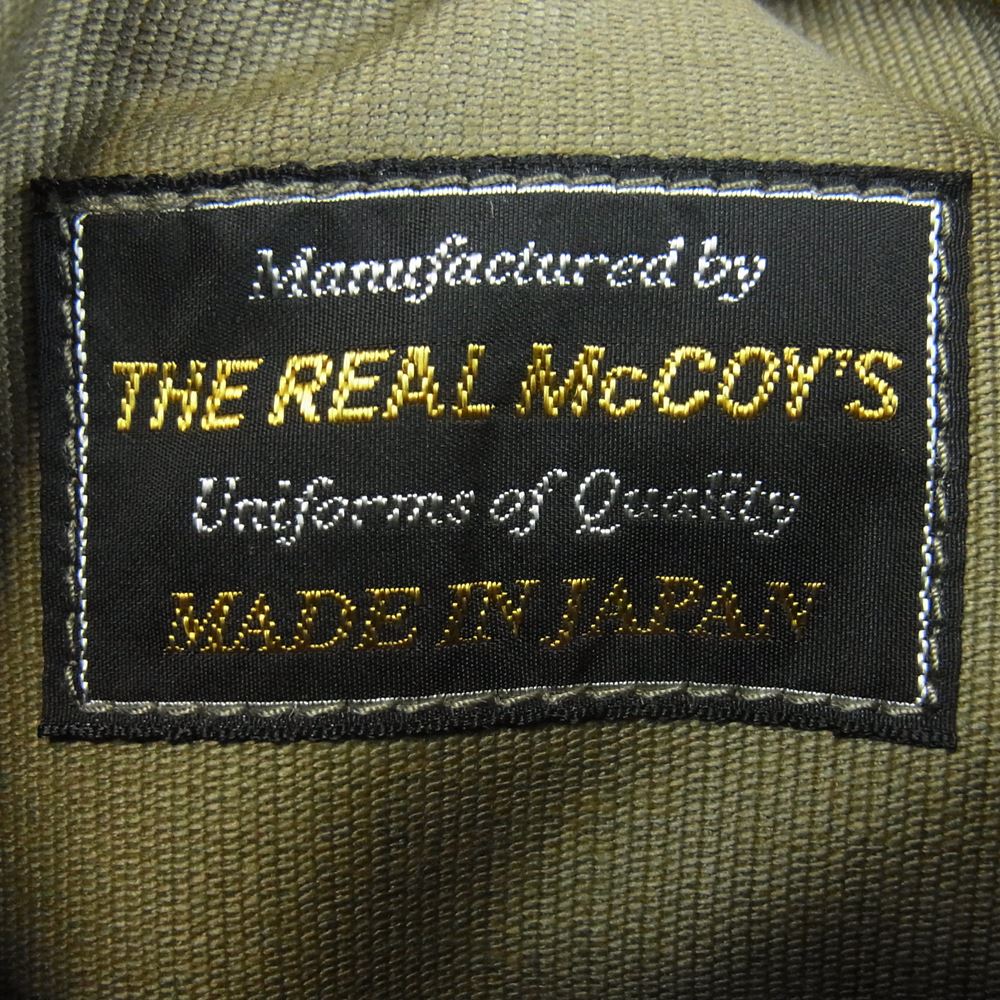 Manufactured by
THE REAL McCOY'S
Uniforms of Quality
MADE IN JAPAN